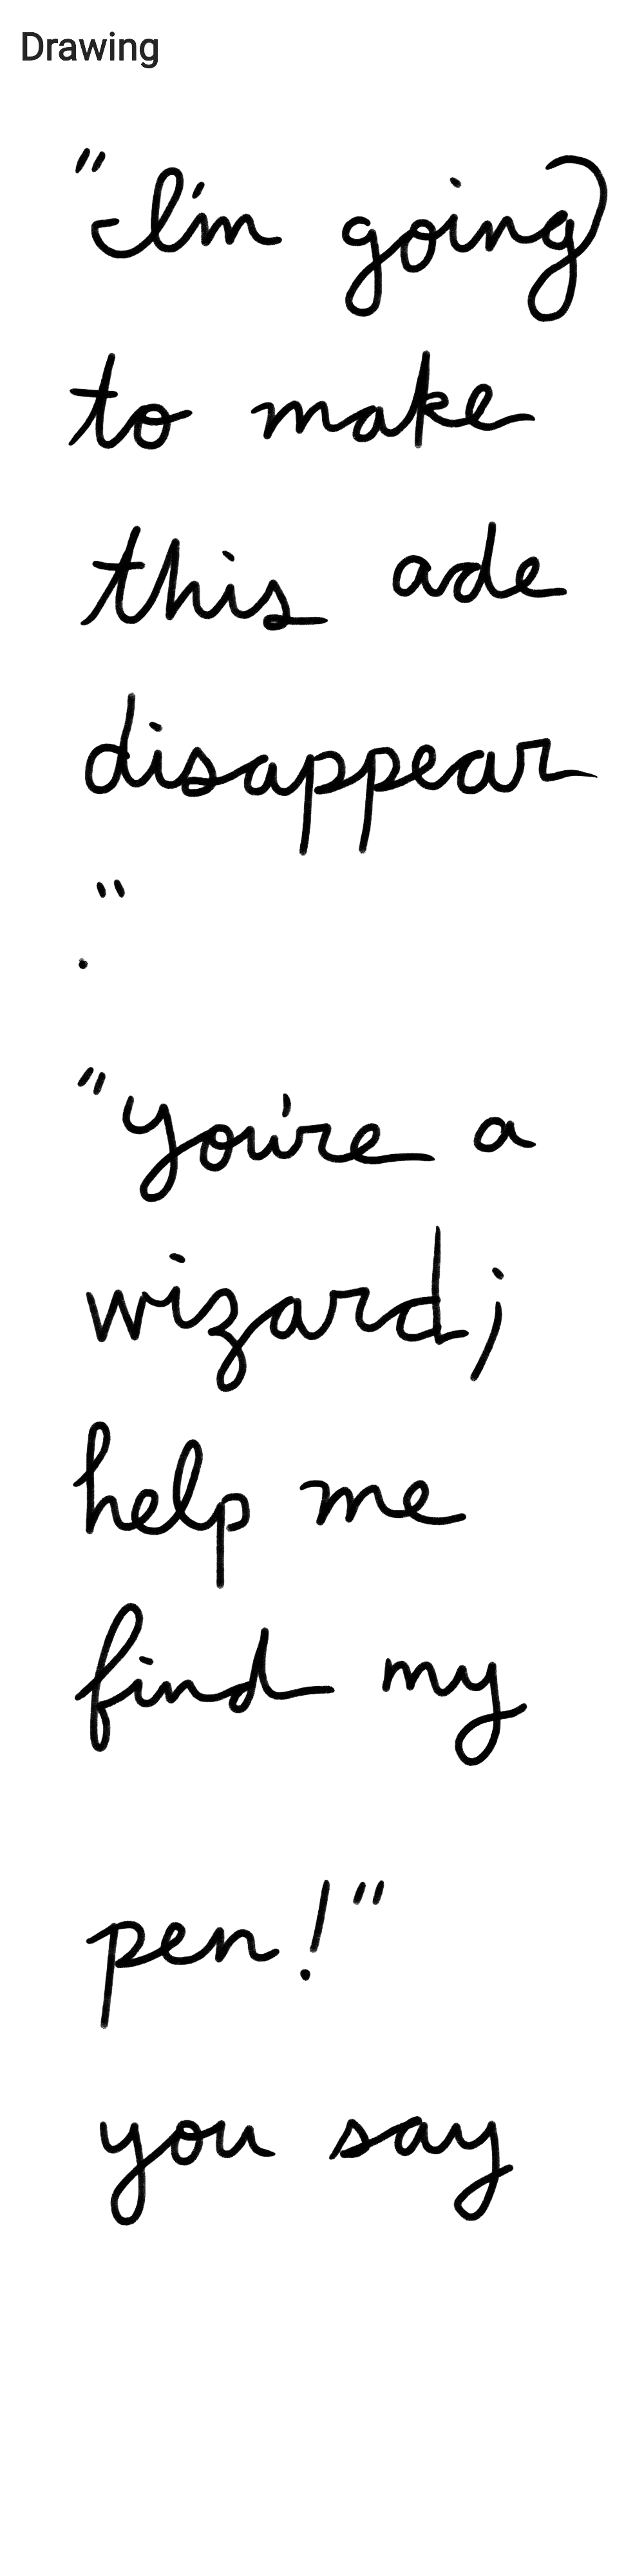 Drawing
"I'm going
to make
this ade
disappear
."
"You're a
wizard;
help me
find my
pen!"
you say